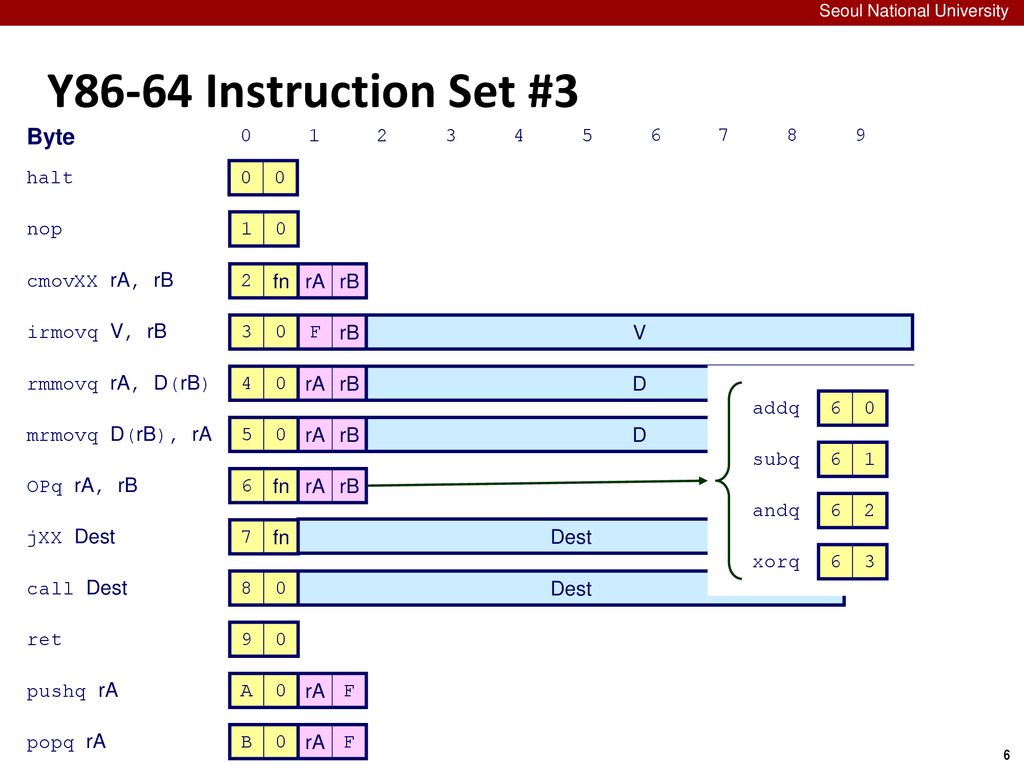 Seoul National University
Y86-64 Instruction Set #3
Byte 0 1 2 3 4 5 6 7 8 9
halt 0 0
nop 1 0
cmovXX rA, rB 2 fn rA rB
irmovq V, rB 3 0 F rB V
rmmovq rA, D(rB) 4 0 rA rB D
addq 6 0
mrmovq D(rB), rA 5 0 rA rB D
subq 6 1
OPq rA, rB 6 fn rA rB
andq 6 2
jXX Dest 7 fn Dest
xorq 6 3
call Dest 8 0 Dest
ret 9 0
pushq rA A 0 rA F
popq rA B 0 rA F
6